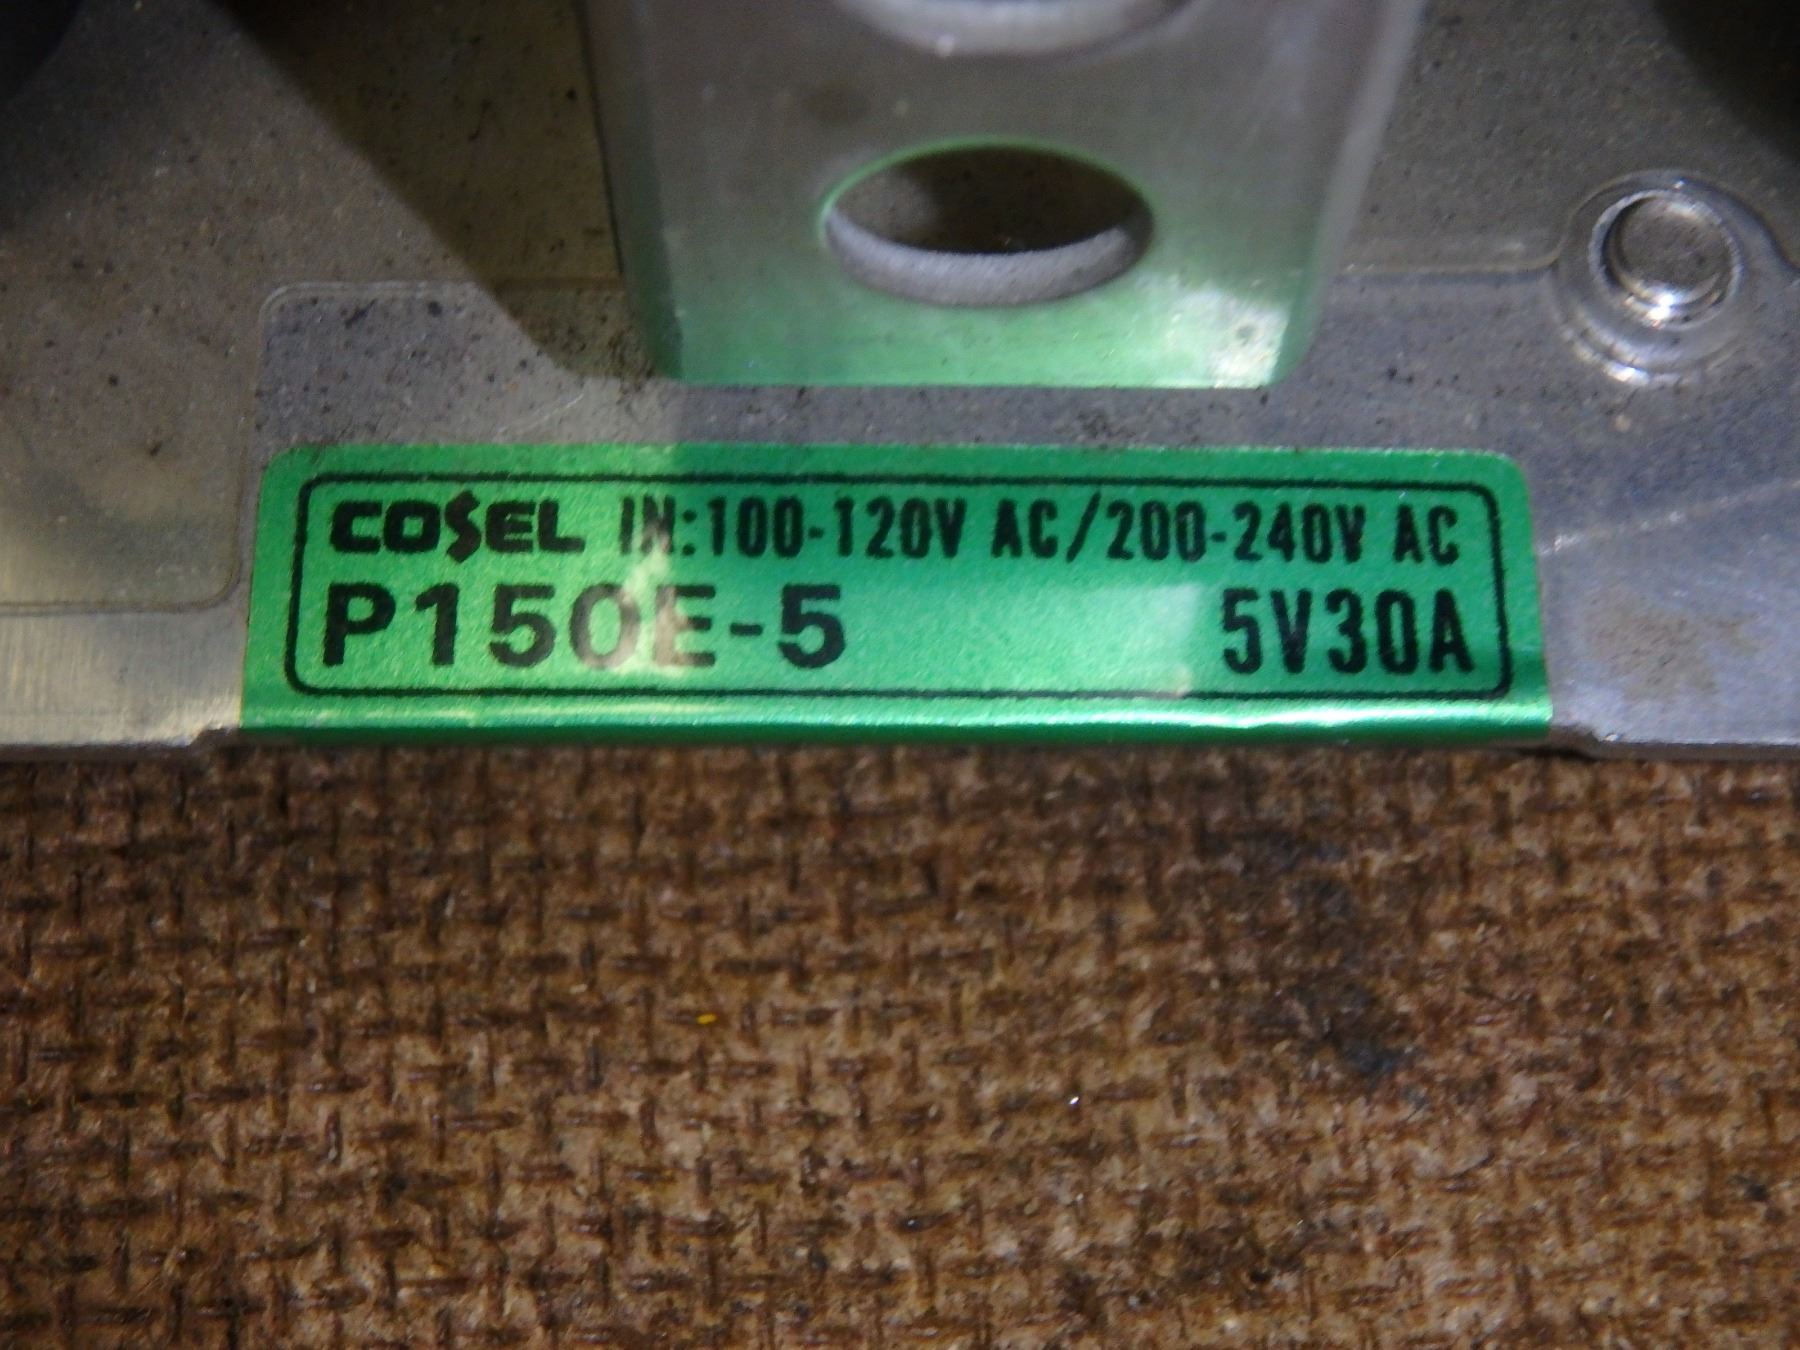 COSEL IN:100-120V AC/200-240V AC
P150E-5 5V30A